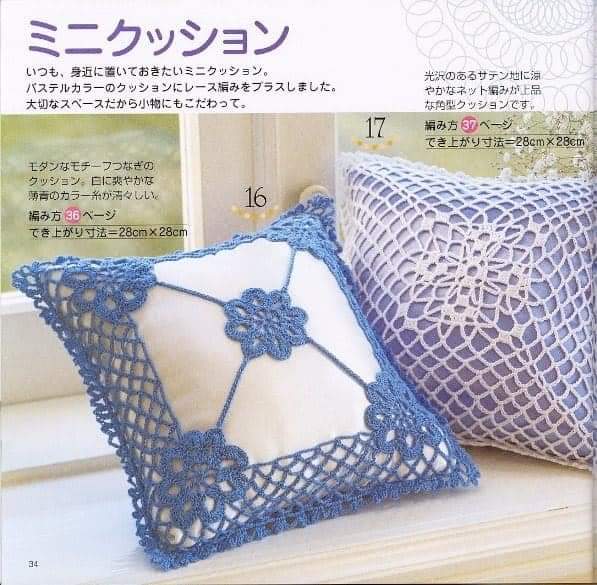 ミニクッション
いつも、身近に置いておきたいミニクッション。
パステルカラーのクッションにレース編みをプラスしました。
大切なスペースだから小物にもこだわって。
光沢のあるサテン地に涼
やかなネット編みが上品
な角型クッションです。
編み方37ページ
でき上がり寸法=28cm×28cm
17
モダンなモチーフつなぎの
クッション。白に爽やかな
薄青のカラー糸が清々しい。
編み方36ページ
でき上がり寸法=28cm×28cm
16
34